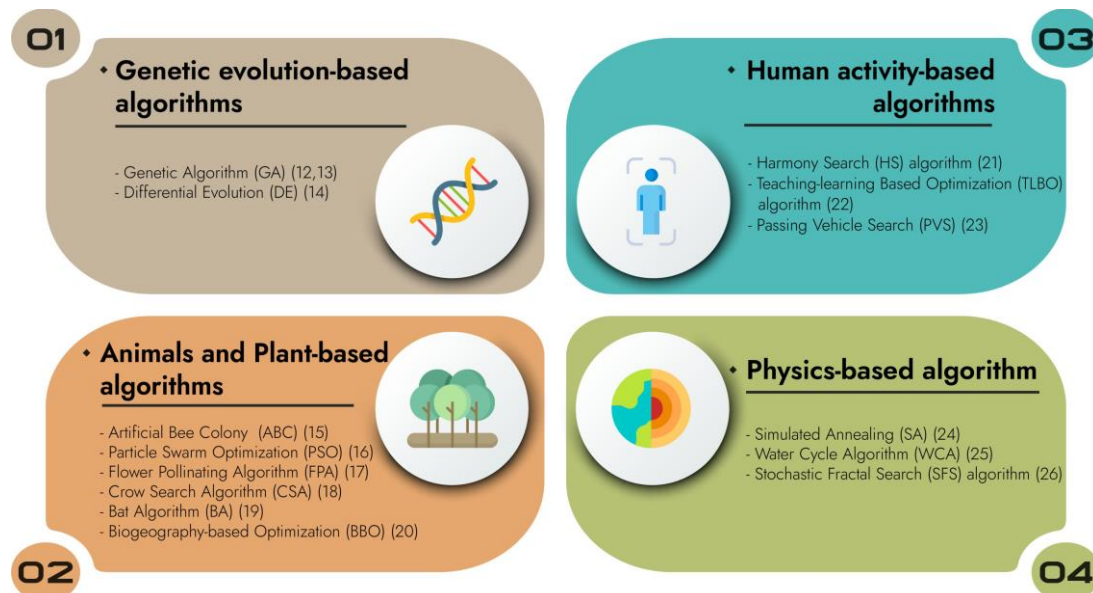 01
◆ Genetic evolution-based
algorithms
- Genetic Algorithm (GA) (12,13)
- Differential Evolution (DE) (14)
02
◆ Animals and Plant-based
algorithms
- Artificial Bee Colony (ABC) (15)
- Particle Swarm Optimization (PSO) (16)
- Flower Pollinating Algorithm (FPA) (17)
- Crow Search Algorithm (CSA) (18)
- Bat Algorithm (BA) (19)
- Biogeography-based Optimization (BBO) (20)
03
◆ Human activity-based
algorithms
- Harmony Search (HS) algorithm (21)
- Teaching-learning Based Optimization (TLBO)
algorithm (22)
- Passing Vehicle Search (PVS) (23)
04
◆ Physics-based algorithm
- Simulated Annealing (SA) (24)
- Water Cycle Algorithm (WCA) (25)
- Stochastic Fractal Search (SFS) algorithm (26)